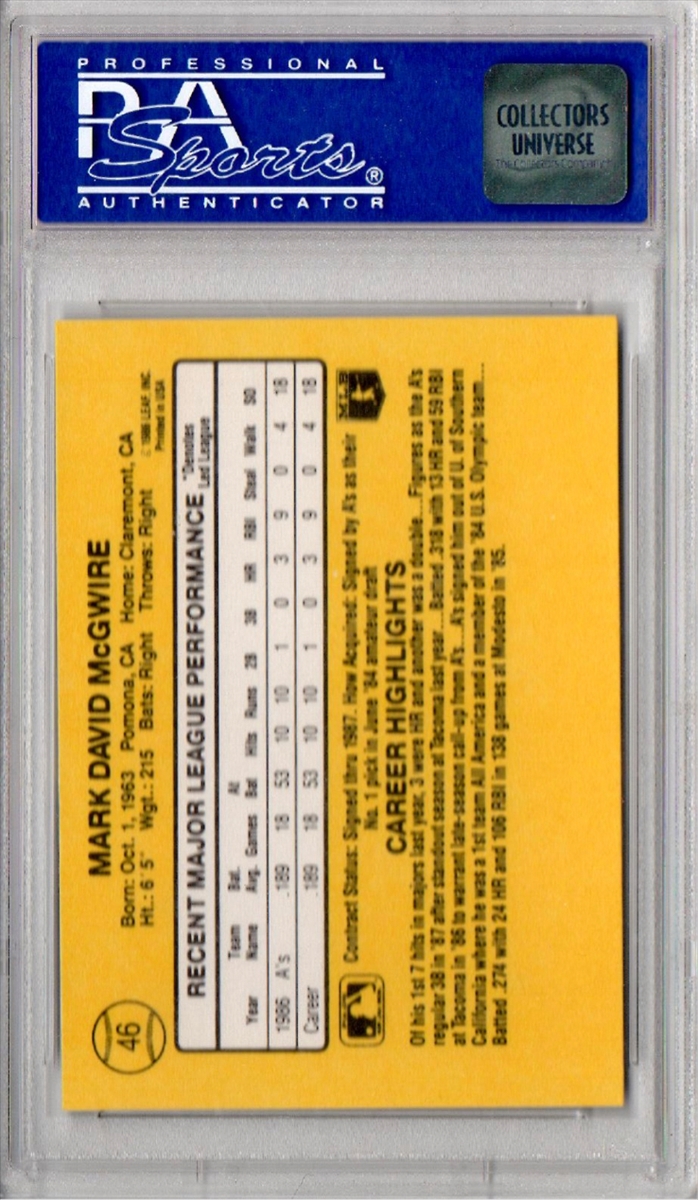 PROFESSIONAL
PSA
Sports®
AUTHENTICATOR
COLLECTORS
UNIVERSE
The Collectors Company
46
MARK DAVID McGWIRE
Born: Oct. 1, 1963 Pomona, CA Home: Claremont, CA
Ht.: 6'5" Wgt.: 215 Bats: Right Throws: Right
© 1986 LEAF, INC.
Printed in USA
RECENT MAJOR LEAGUE PERFORMANCE
*Denotes
Led League
Year Team Name Bat. Avg. Games At Bat Hits Runs 2B 3B HR RBI Steal Walk SO
1986 A's .189 18 53 10 10 1 0 3 9 0 4 18
Career .189 18 53 10 10 1 0 3 9 0 4 18
Contract Status: Signed thru 1987. How Acquired: Signed by A's as their
No. 1 pick in June '84 amateur draft
MLB
CAREER HIGHLIGHTS
Of his 1st 7 hits in majors last year, 3 were HR and another was a double....Figures as the A's
regular 3B in '87 after standout season at Tacoma last year....Batted .318 with 13 HR and 59 RBI
at Tacoma in '86 to warrant late-season call-up from A's....A's signed him out of U. of Southern
California where he was a 1st team All America and a member of the '84 U.S. Olympic team....
Batted .274 with 24 HR and 106 RBI in 138 games at Modesto in '85.